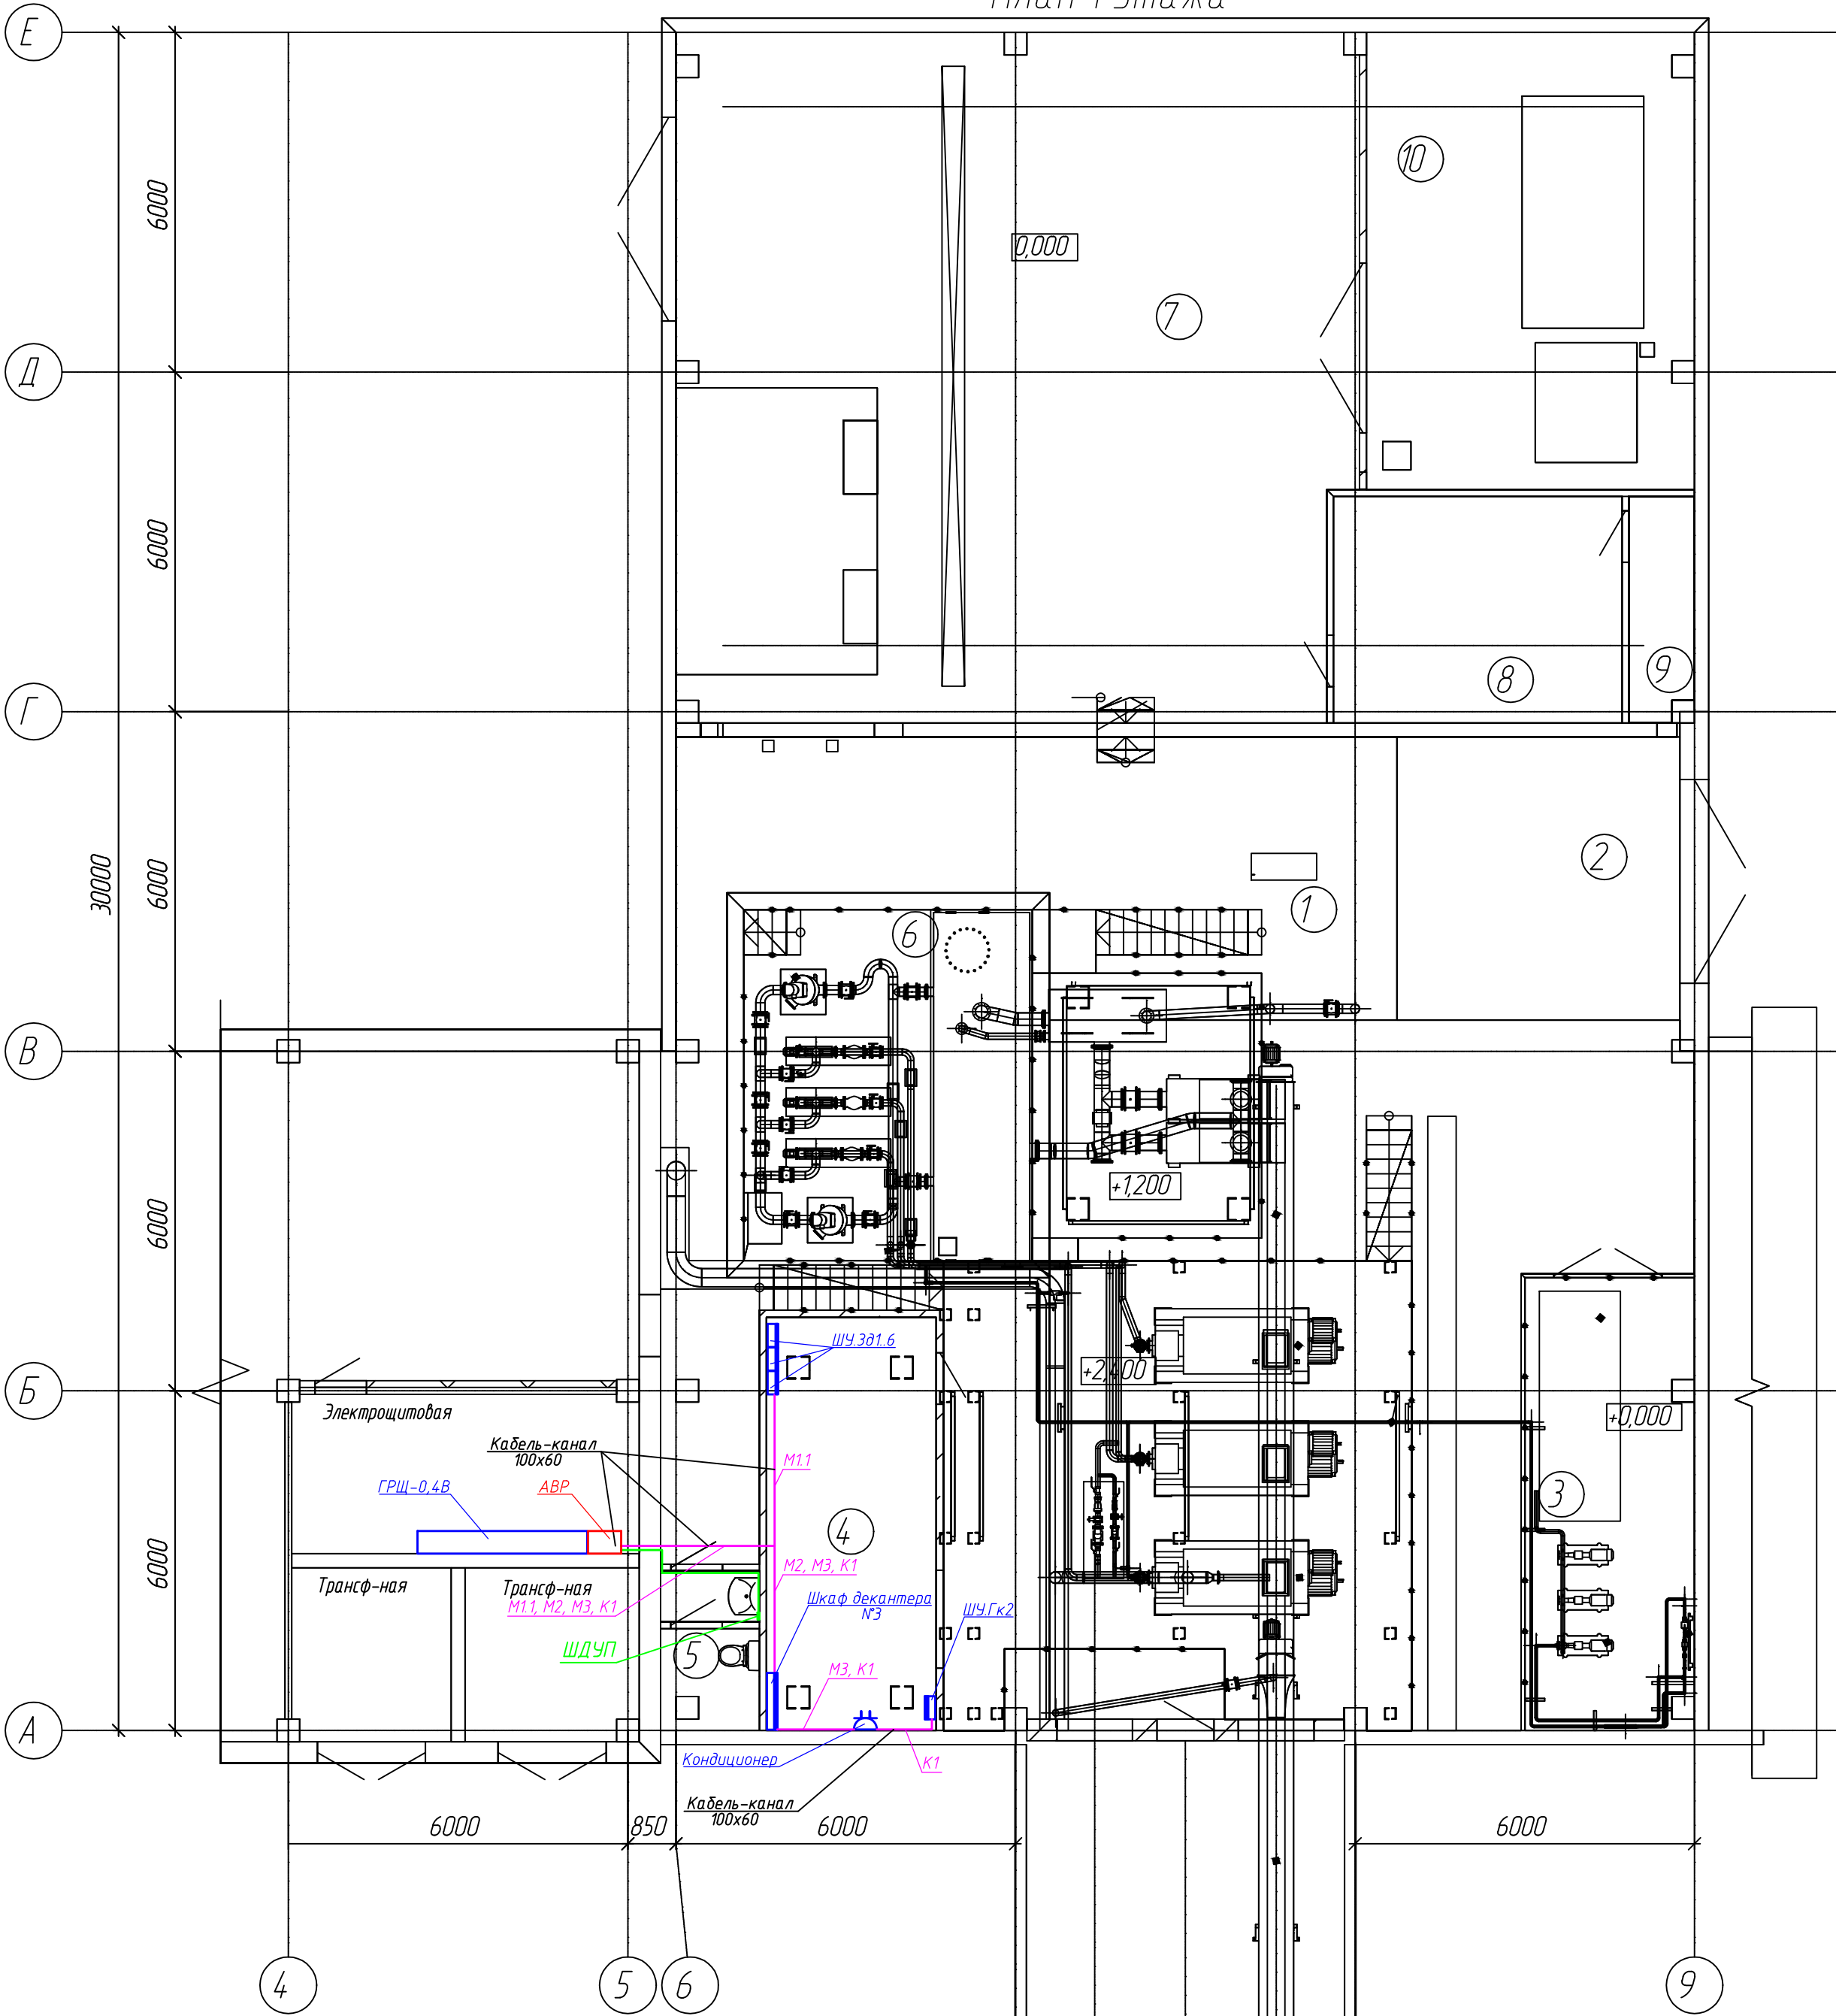 План 1 этажа
Е
Д
Г
В
Б
А
30000
6000
6000
6000
6000
6000
0,000
10
7
8
9
2
1
6
+1,200
+2,400
+0,000
3
4
5
ШУ.3д1..6
Электрощитовая
Кабель-канал
100х60
М1.1
ГРЩ-0,4В
АВР
Трансф-ная
Трансф-ная
М1.1, М2, М3, К1
М2, М3, К1
Шкаф декантера
№3
ШУ.Гк2
ШДУП
М3, К1
Кондиционер
К1
Кабель-канал
100х60
6000
850
6000
6000
4
5
6
9